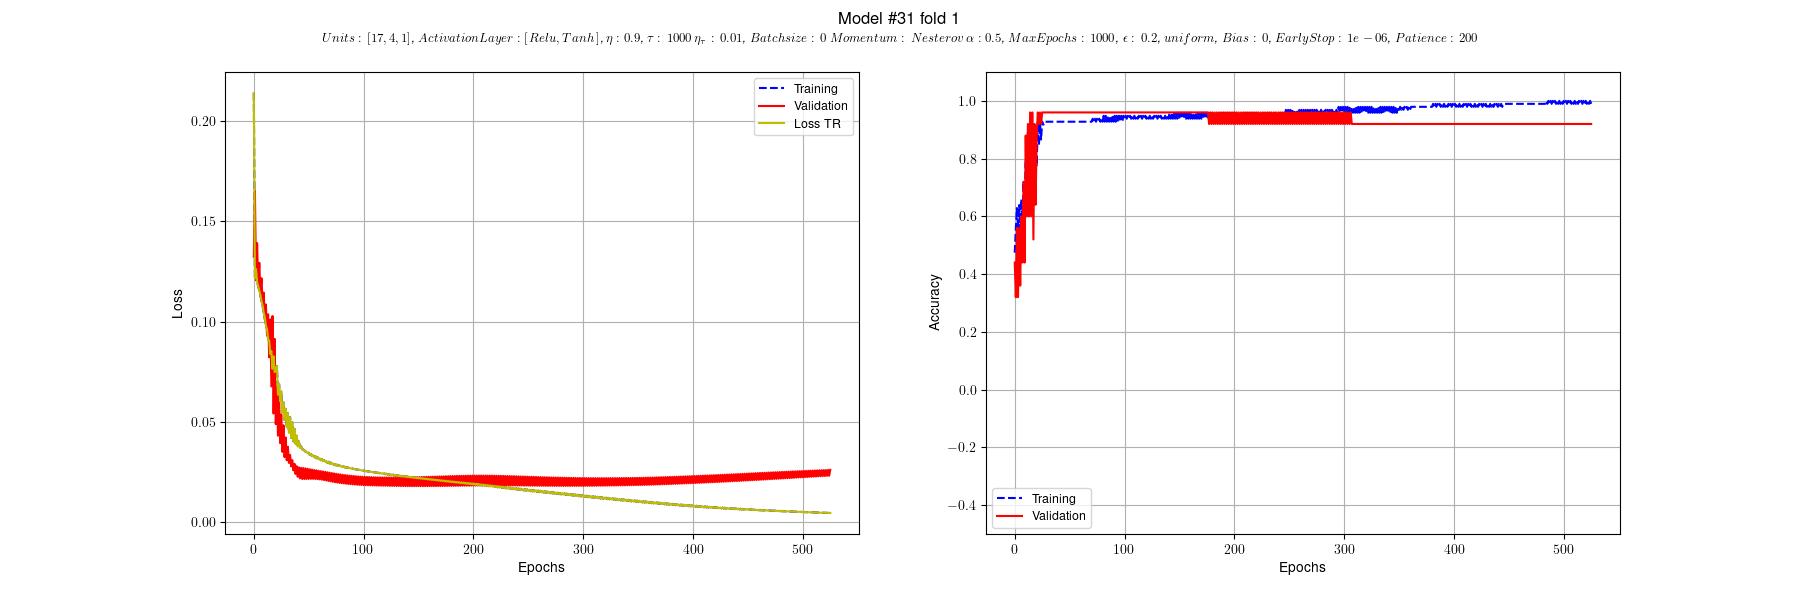 Model #31 fold 1
Units : [17, 4, 1], ActivationLayer : [Relu, Tanh], η : 0.9, τ : 1000 η_τ : 0.01, Batchsize : 0 Momentum : Nesterov α : 0.5, MaxEpochs : 1000, ϵ : 0.2, uniform, Bias : 0, EarlyStop : 1e − 06, Patience : 200
Training
Validation
Loss TR
0.20
0.15
0.10
0.05
0.00
Loss
0 100 200 300 400 500
Epochs
1.0
0.8
0.6
0.4
0.2
0.0
−0.2
−0.4
Accuracy
Training
Validation
0 100 200 300 400 500
Epochs